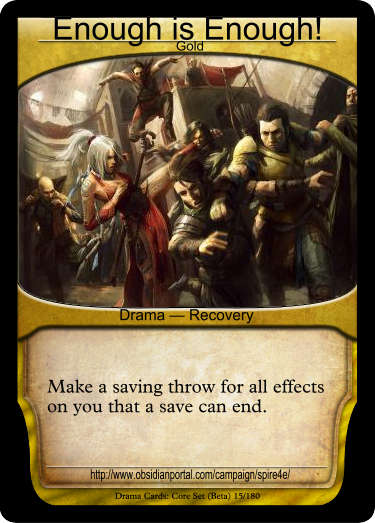 Enough is Enough!
Gold
Drama — Recovery
Make a saving throw for all effects
on you that a save can end.
http://www.obsidianportal.com/campaign/spire4e/
Drama Cards: Core Set (Beta) 15/180